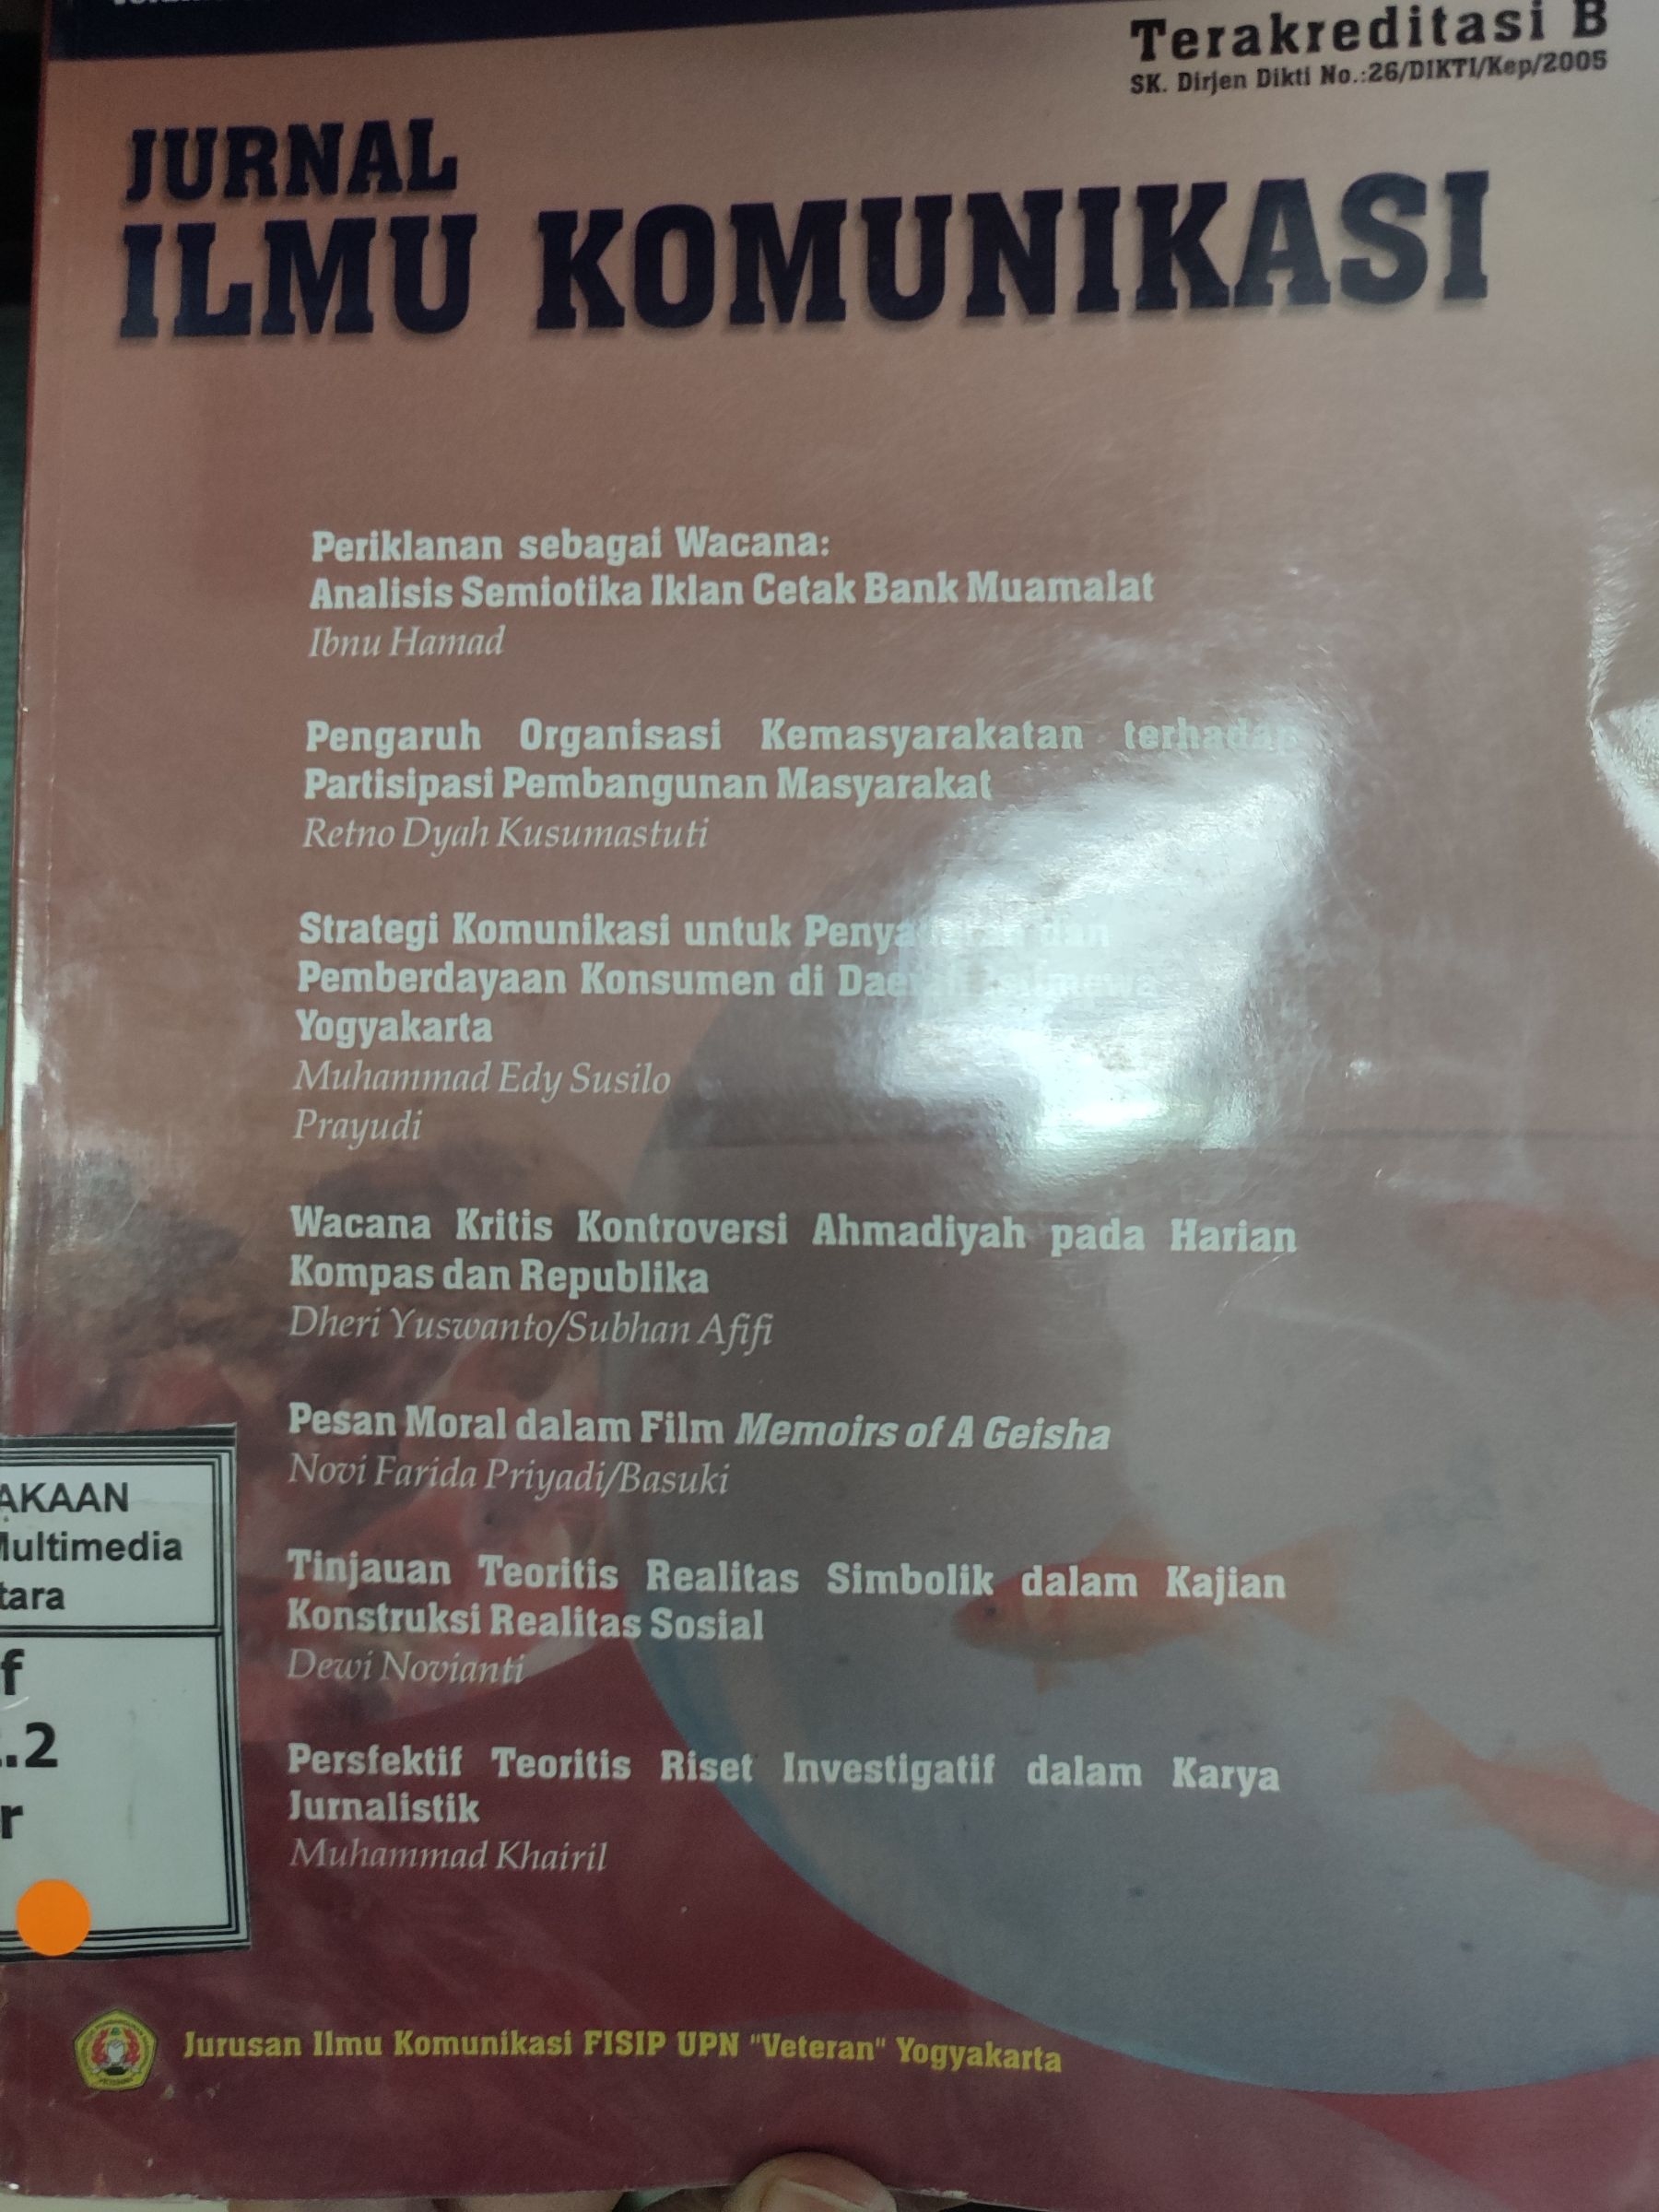 Terakreditasi B
SK. Dirjen Dikti No.:26/DIKTI/Kep/2005
JURNAL
ILMU KOMUNIKASI
Periklanan sebagai Wacana:
Analisis Semiotika Iklan Cetak Bank Muamalat
Ibnu Hamad
Pengaruh Organisasi Kemasyarakatan terhadap
Partisipasi Pembangunan Masyarakat
Retno Dyah Kusumastuti
Strategi Komunikasi untuk dan
Pemberdayaan Konsumen di Daerah Istimewa
Yogyakarta
Muhammad Edy Susilo
Prayudi
Wacana Kritis Kontroversi Ahmadiyah pada Harian
Kompas dan Republika
Dheri Yuswanto/Subhan Afifi
Pesan Moral dalam Film Memoirs of A Geisha
Novi Farida Priyadi/Basuki
Tinjauan Teoritis Realitas Simbolik dalam Kajian
Konstruksi Realitas Sosial
Dewi Novianti
Persfektif Teoritis Riset Investigatif dalam Karya
Jurnalistik
Muhammad Khairil
AKAAN
Multimedia
tara
f
.2
r
Jurusan Ilmu Komunikasi FISIP UPN "Veteran" Yogyakarta